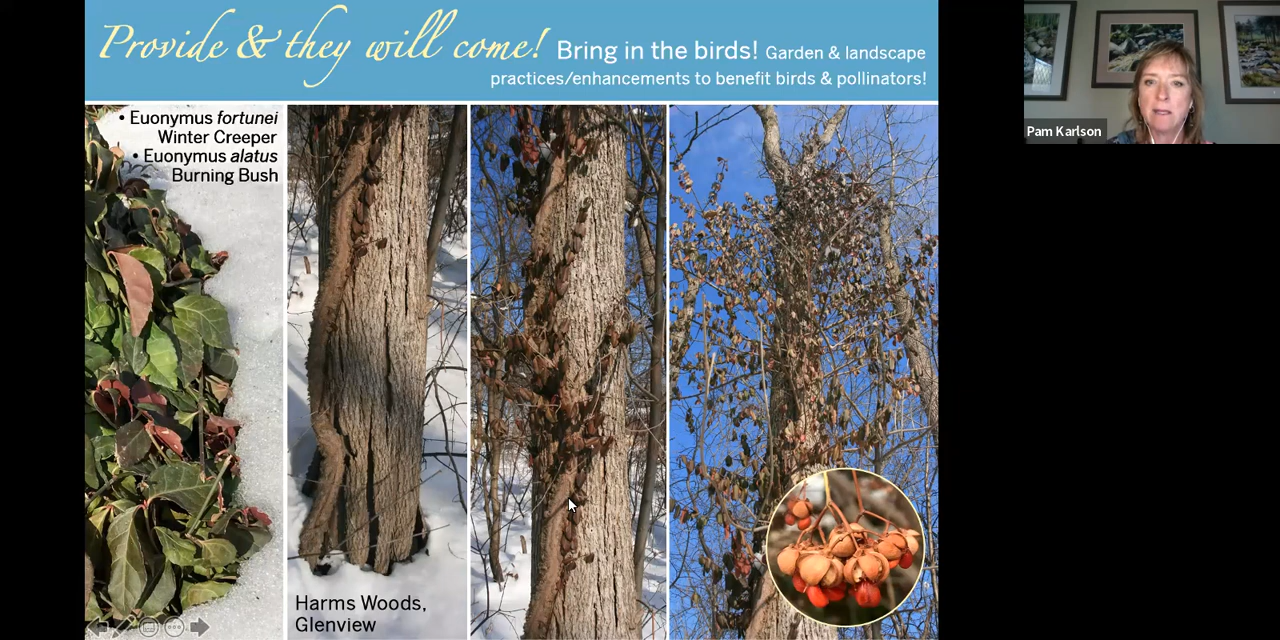 Provide & they will come! Bring in the birds! Garden & landscape
practices/enhancements to benefit birds & pollinators!
• Euonymus fortunei
Winter Creeper
• Euonymus alatus
Burning Bush
Harms Woods,
Glenview
Pam Karlson